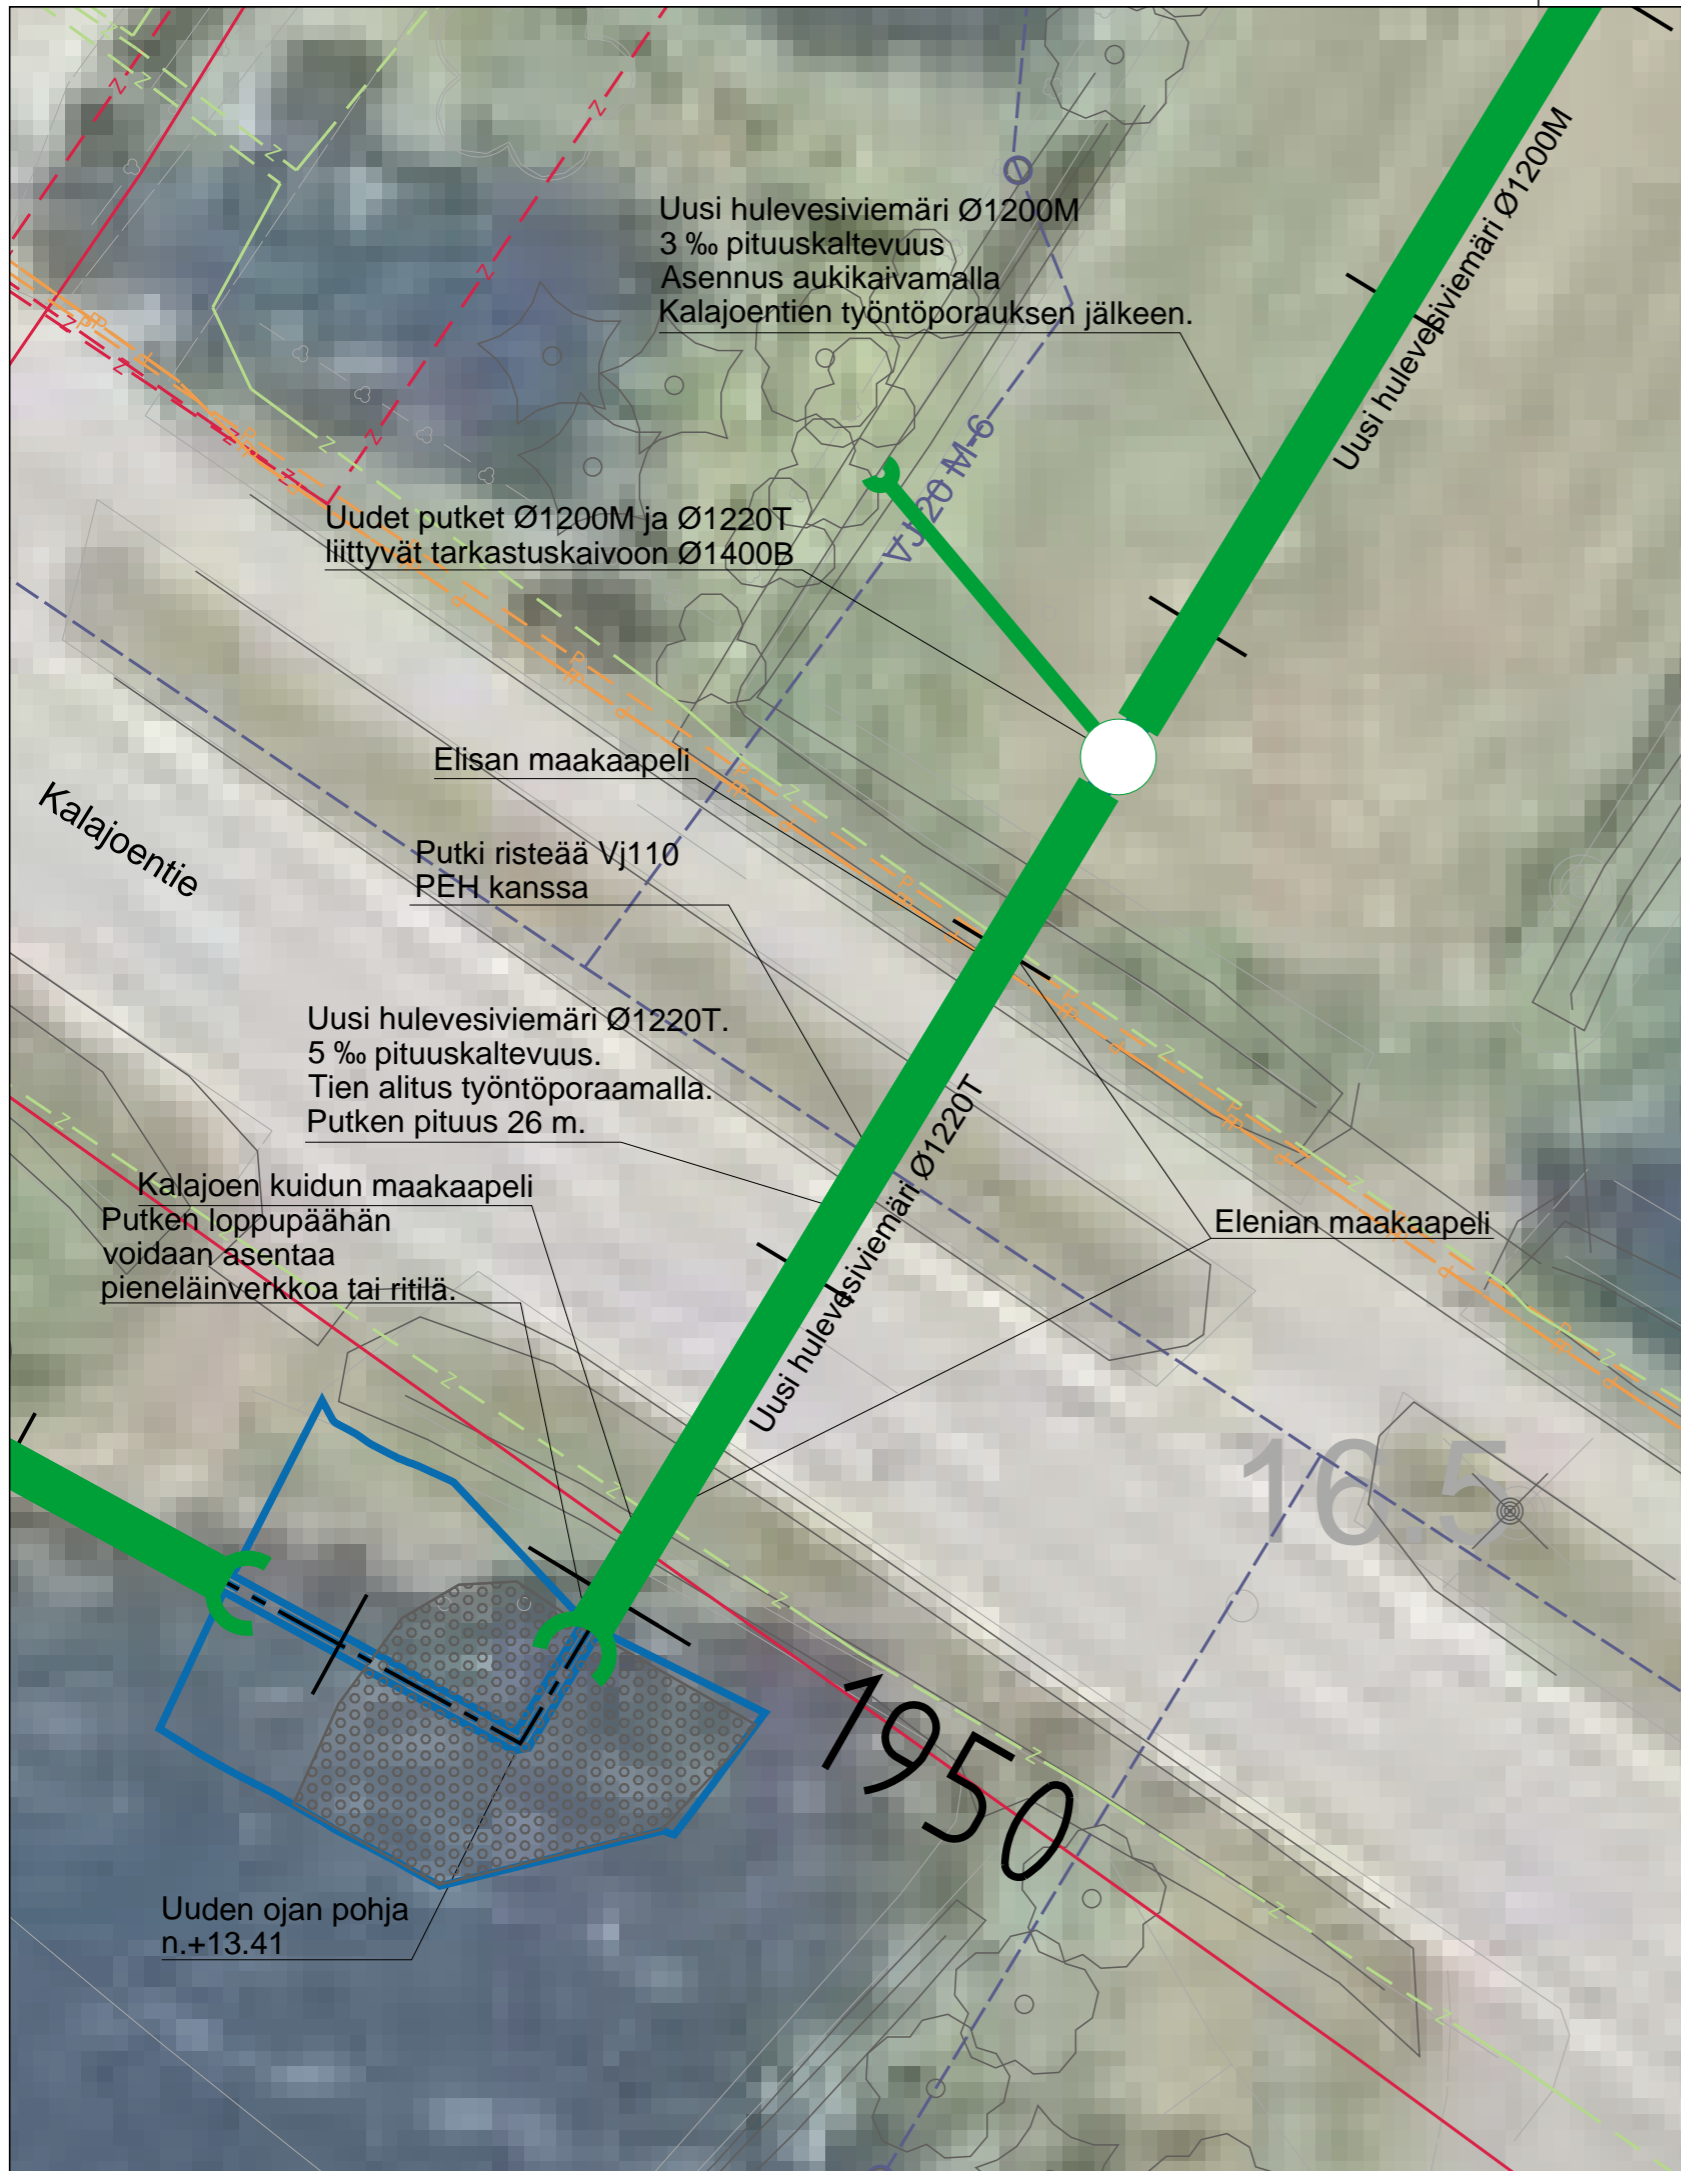 Uusi hulevesiviemäri Ø1200M
Uusi hulevesiviemäri Ø1200M
3 ‰ pituuskaltevuus
Asennus aukikaivamalla
Kalajoentien työntöporauksen jälkeen.
VJ 20 M-6
Uudet putket Ø1200M ja Ø1220T
liittyvät tarkastuskaivoon Ø1400B
Elisan maakaapeli
Kalajoentie
Putki risteää Vj110
PEH kanssa
Uusi hulevesiviemäri Ø1220T.
5 ‰ pituuskaltevuus.
Tien alitus työntöporaamalla.
Putken pituus 26 m.
Uusi hulevesiviemäri Ø1220T
Kalajoen kuidun maakaapeli
Putken loppupäähän
voidaan asentaa
pieneläinverkkoa tai ritilä.
Elenian maakaapeli
16.5
1950
Uuden ojan pohja
n.+13.41